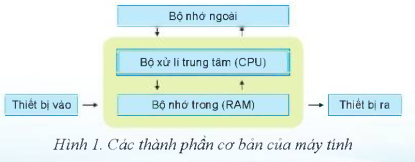 Bộ nhớ ngoài
Bộ xử lí trung tâm (CPU)
Thiết bị vào
Bộ nhớ trong (RAM)
Thiết bị ra
Hình 1. Các thành phần cơ bản của máy tính